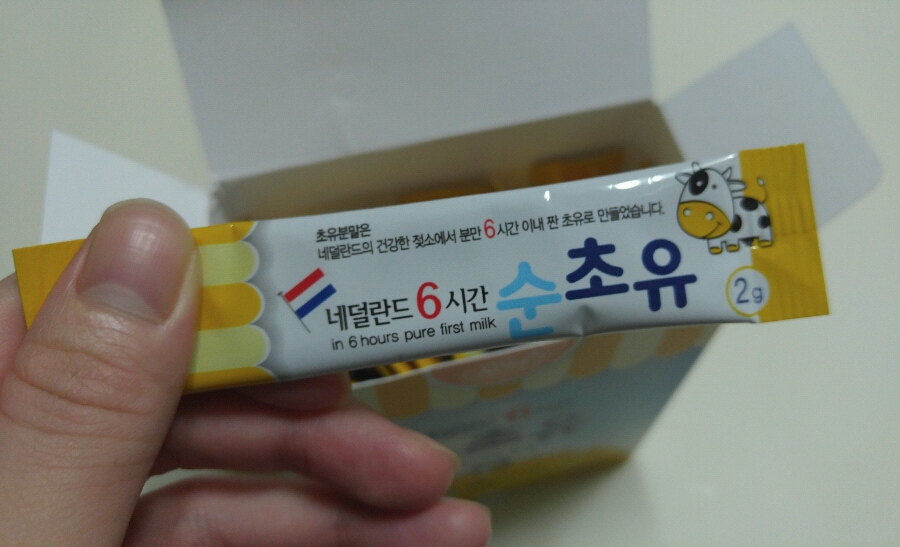 초유분말은
네덜란드의 건강한 젖소에서 분만 6시간 이내 짠 초유로 만들었습니다.
네덜란드 6시간 순초유
in 6 hours pure first milk
2g